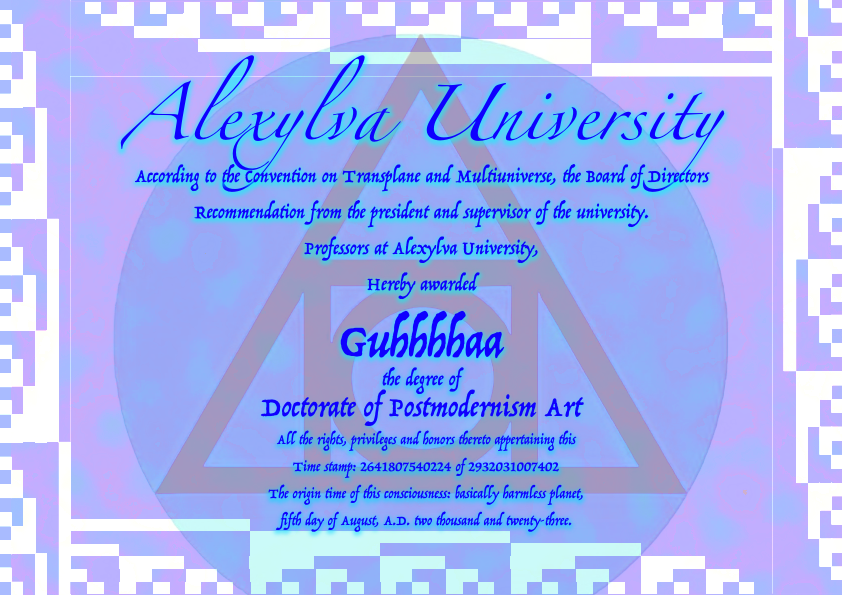 Alexylva University
According to the Convention on Transplane and Multiuniverse, the Board of Directors
Recommendation from the president and supervisor of the university.
Professors at Alexylva University,
Hereby awarded
Guhhhhaa
the degree of
Doctorate of Postmodernism Art
All the rights, privileges and honors thereto appertaining this
Time stamp: 2641807540224 of 2932031007402
The origin time of this consciousness: basically harmless planet,
fifth day of August, A.D. two thousand and twenty-three.